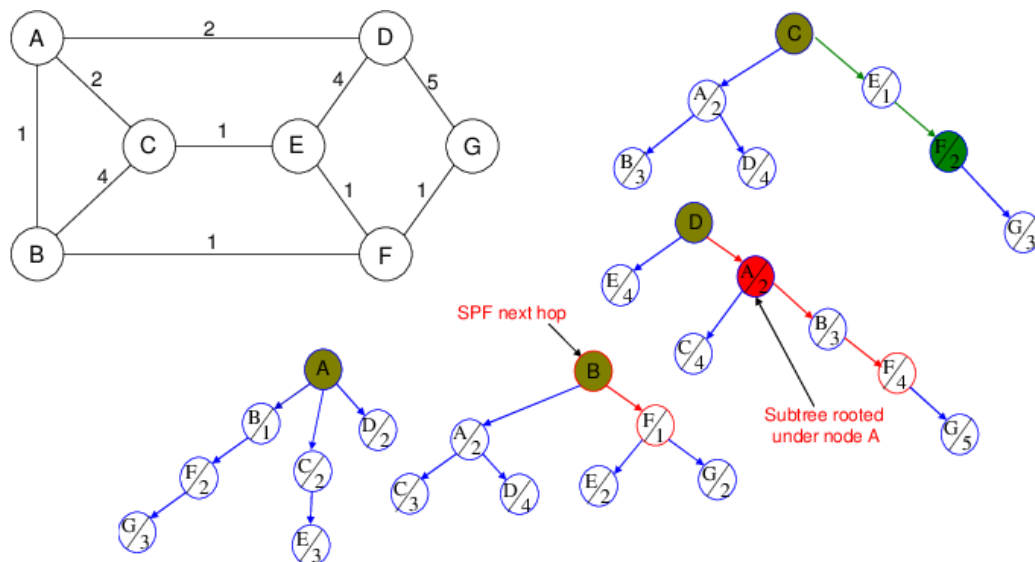 A
2
D
2
4
5
1
C
1
E
G
4
1
1
B
1
F
C
A/2
E/1
B/3
D/4
F/2
G/3
D
E/4
A/2
C/4
B/3
F/4
G/5
SPF next hop
Subtree rooted
under node A
A
B/1
D/2
F/2
C/2
G/3
E/3
B
A/2
F/1
C/3
D/4
E/2
G/2